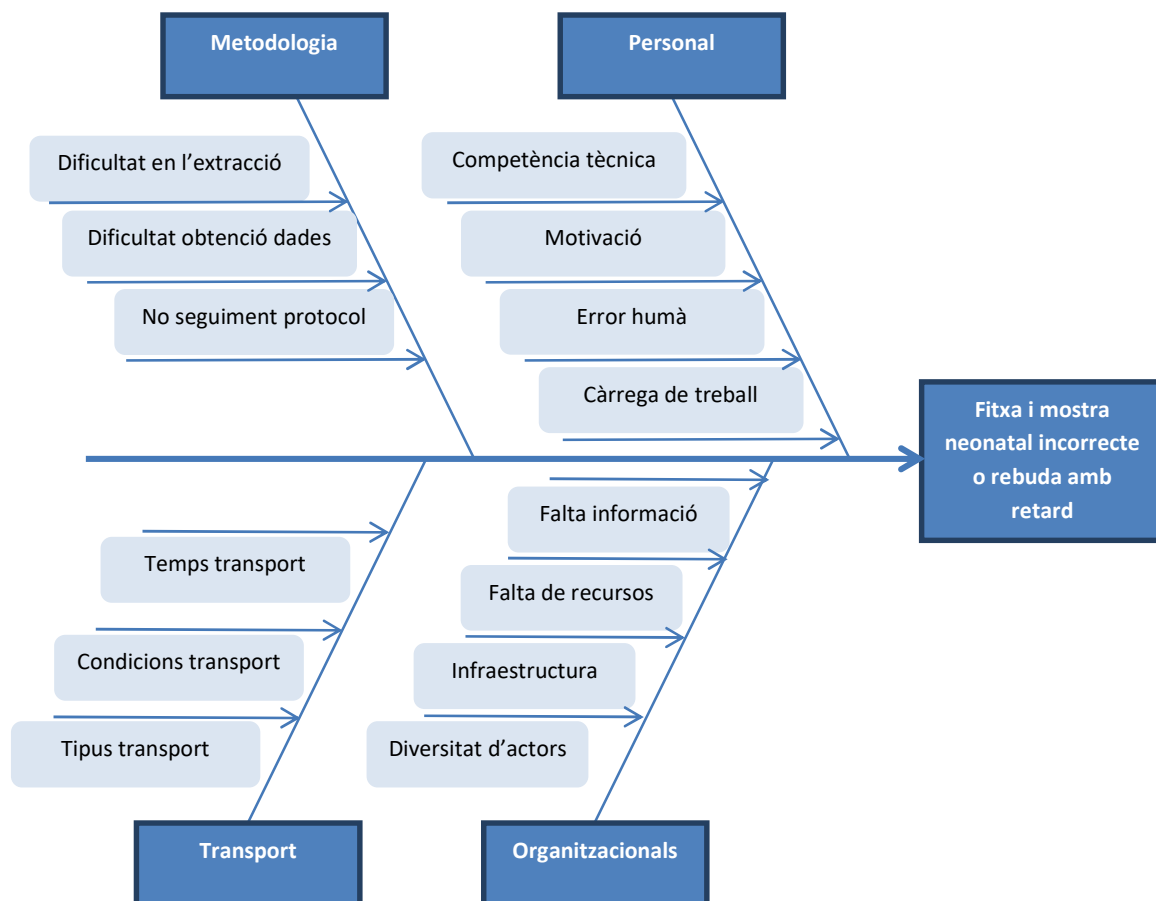 Metodologia
Personal
Dificultat en l’extracció
Competència tècnica
Dificultat obtenció dades
Motivació
No seguiment protocol
Error humà
Càrrega de treball
Fitxa i mostra
neonatal incorrecte
o rebuda amb
retard
Falta informació
Temps transport
Falta de recursos
Condicions transport
Infraestructura
Tipus transport
Diversitat d’actors
Transport
Organitzacionals